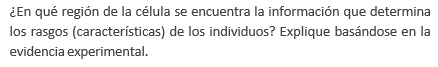 ¿En qué región de la célula se encuentra la información que determina
los rasgos (características) de los individuos? Explique basándose en la
evidencia experimental.